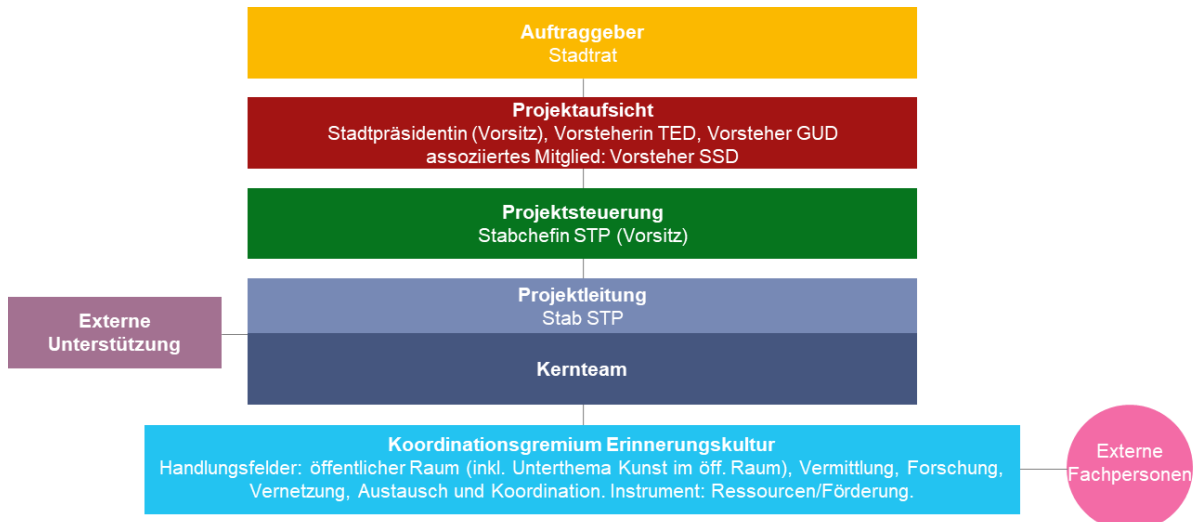 Auftraggeber
Stadtrat
Projektaufsicht
Stadtpräsidentin (Vorsitz), Vorsteherin TED, Vorsteher GUD
assoziiertes Mitglied: Vorsteher SSD
Projektsteuerung
Stabchefin STP (Vorsitz)
Projektleitung
Stab STP
Externe
Unterstützung
Kernteam
Koordinationsgremium Erinnerungskultur
Handlungsfelder: öffentlicher Raum (inkl. Unterthema Kunst im öff. Raum), Vermittlung, Forschung,
Vernetzung, Austausch und Koordination. Instrument: Ressourcen/Förderung.
Externe
Fachpersonen